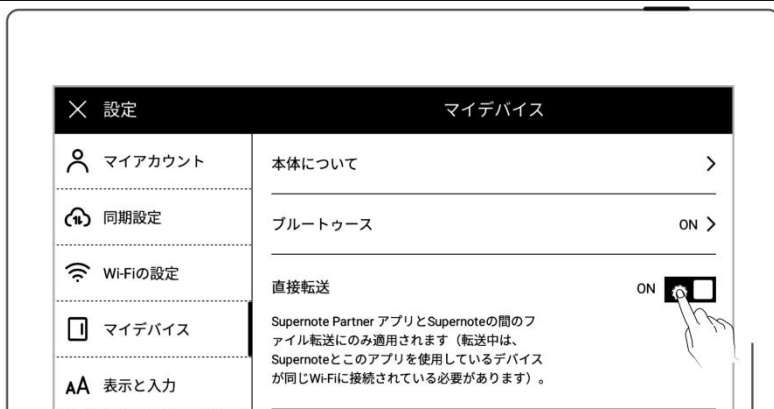 設定
マイデバイス
マイアカウント
同期設定
Wi-Fiの設定
マイデバイス
表示と入力
本体について
ブルートゥース ON
直接転送 ON
Supernote Partner アプリとSupernoteの間のフ
ァイル転送にのみ適用されます（転送中は、
Supernoteとこのアプリを使用しているデバイス
が同じWi-Fiに接続されている必要があります）。